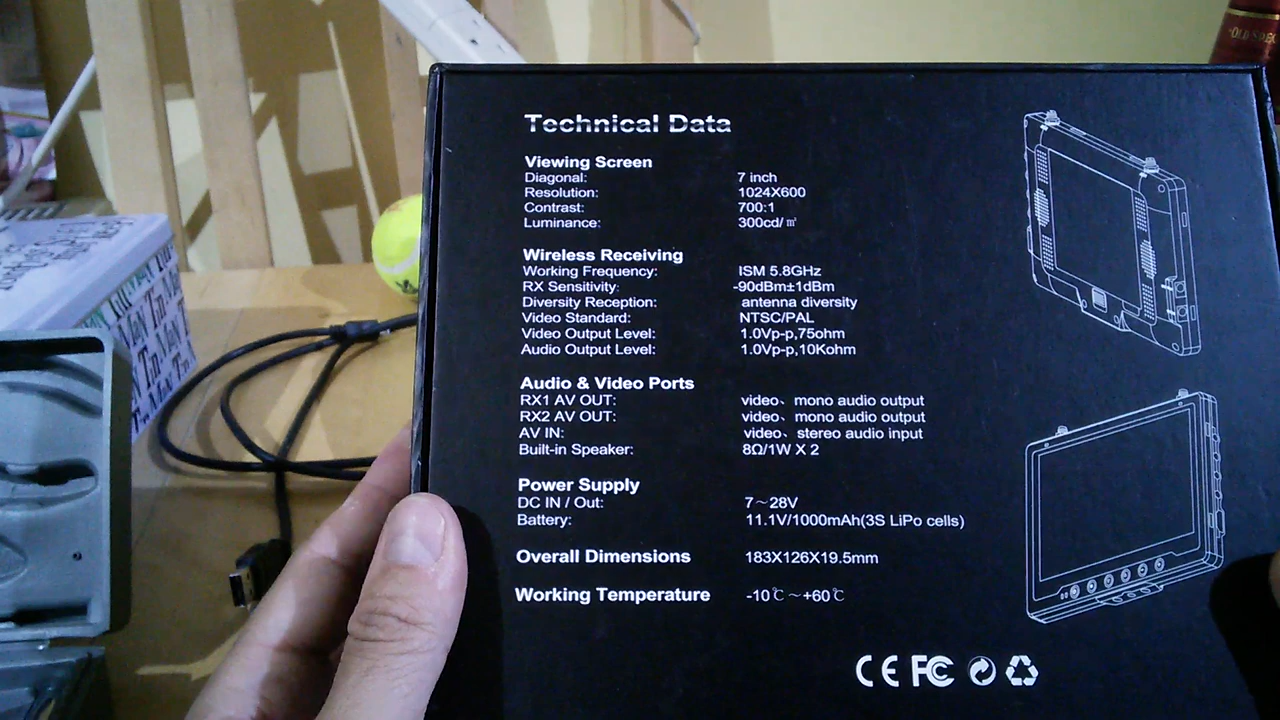 OLD SPEC
Technical Data
Viewing Screen
Diagonal: 7 inch
Resolution: 1024X600
Contrast: 700:1
Luminance: 300cd/㎡
Wireless Receiving
Working Frequency: ISM 5.8GHz
RX Sensitivity: -90dBm±1dBm
Diversity Reception: antenna diversity
Video Standard: NTSC/PAL
Video Output Level: 1.0Vp-p,75ohm
Audio Output Level: 1.0Vp-p,10Kohm
Audio & Video Ports
RX1 AV OUT: video、mono audio output
RX2 AV OUT: video、mono audio output
AV IN: video、stereo audio input
Built-in Speaker: 8Ω/1W X 2
Power Supply
DC IN / Out: 7～28V
Battery: 11.1V/1000mAh(3S LiPo cells)
Overall Dimensions 183X126X19.5mm
Working Temperature -10℃～+60℃
CE FC